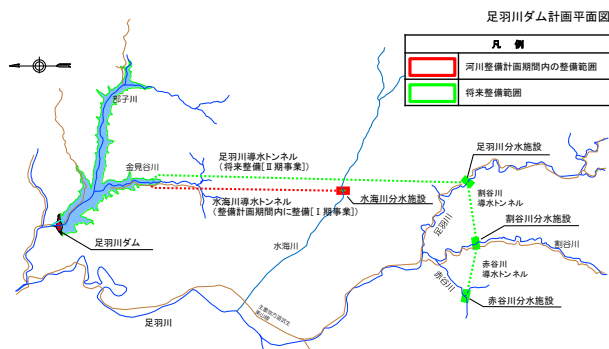 足羽川ダム計画平面図
凡 例
河川整備計画期間内の整備範囲
将来整備範囲
部子川
金見谷川
足羽川導水トンネル
(将来整備[Ⅱ期事業])
水海川導水トンネル
(整備計画期間内に整備[Ⅰ期事業])
水海川分水施設
足羽川ダム
水海川
足羽川
足羽川分水施設
割谷川
導水トンネル
足羽川
割谷川分水施設
割谷川
赤谷川
導水トンネル
赤谷川
赤谷川分水施設